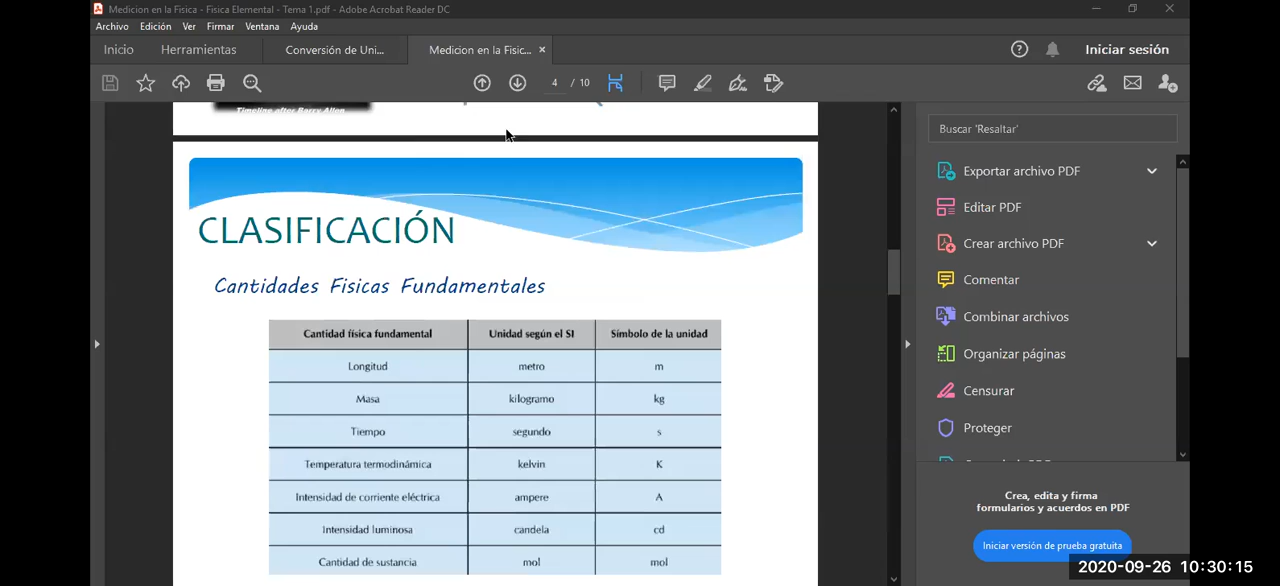 Medicion en la Fisica - Fisica Elemental - Tema 1.pdf - Adobe Acrobat Reader DC
Archivo Edición Ver Firmar Ventana Ayuda
Inicio Herramientas Conversión de Uni... Medicion en la Fisic... × Iniciar sesión
4 / 10
Timeline after Barry Allen
Buscar 'Resaltar'
Exportar archivo PDF
Editar PDF
Crear archivo PDF
Comentar
Combinar archivos
Organizar páginas
Censurar
Proteger
Crea, edita y firma
formularios y acuerdos en PDF
Iniciar versión de prueba gratuita
CLASIFICACIÓN
Cantidades Fisicas Fundamentales
Cantidad física fundamental Unidad según el SI Símbolo de la unidad
Longitud metro m
Masa kilogramo kg
Tiempo segundo s
Temperatura termodinámica kelvin K
Intensidad de corriente eléctrica ampere A
Intensidad luminosa candela cd
Cantidad de sustancia mol mol
2020-09-26 10:30:15